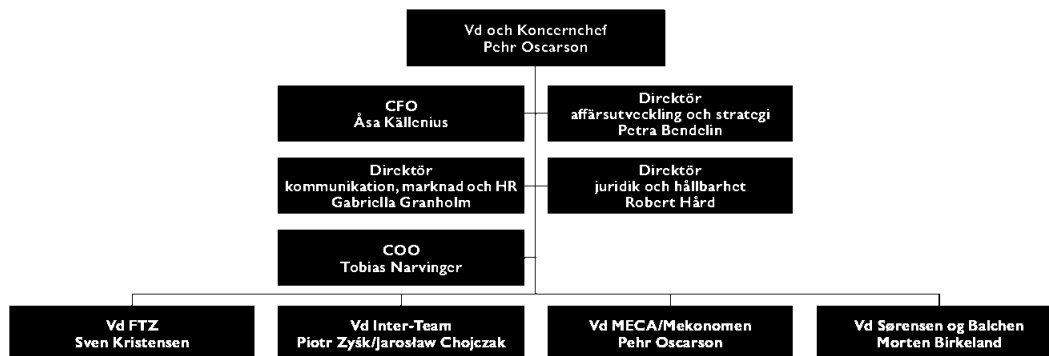 Vd och Koncernchef
Pehr Oscarson
CFO
Åsa Källenius
Direktör
affärsutveckling och strategi
Petra Bendelin
Direktör
kommunikation, marknad och HR
Gabriella Granholm
Direktör
juridik och hållbarhet
Robert Hård
COO
Tobias Narvinger
Vd FTZ
Sven Kristensen
Vd Inter-Team
Piotr Zyśk/Jarosław Chojczak
Vd MECA/Mekonomen
Pehr Oscarson
Vd Sørensen og Balchen
Morten Birkeland